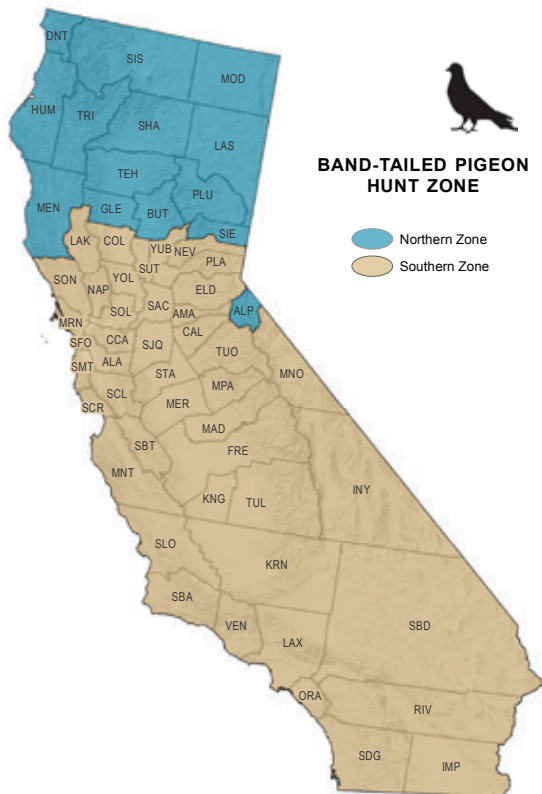 DNT
SIS
MOD
HUM
TRI
SHA
LAS
TEH
PLU
MEN
GLE
BUT
SIE
LAK
COL
YUB
NEV
SUT
PLA
SON
NAP
YOL
ELD
SOL
SAC
AMA
ALP
MRN
CAL
SFO
CCA
SJQ
TUO
SMT
ALA
MNO
STA
MPA
SCL
MER
SCR
MAD
SBT
FRE
MNT
INY
KNG
TUL
SLO
KRN
SBA
VEN
SBD
LAX
ORA
RIV
SDG
IMP
BAND-TAILED PIGEON
HUNT ZONE
Northern Zone
Southern Zone